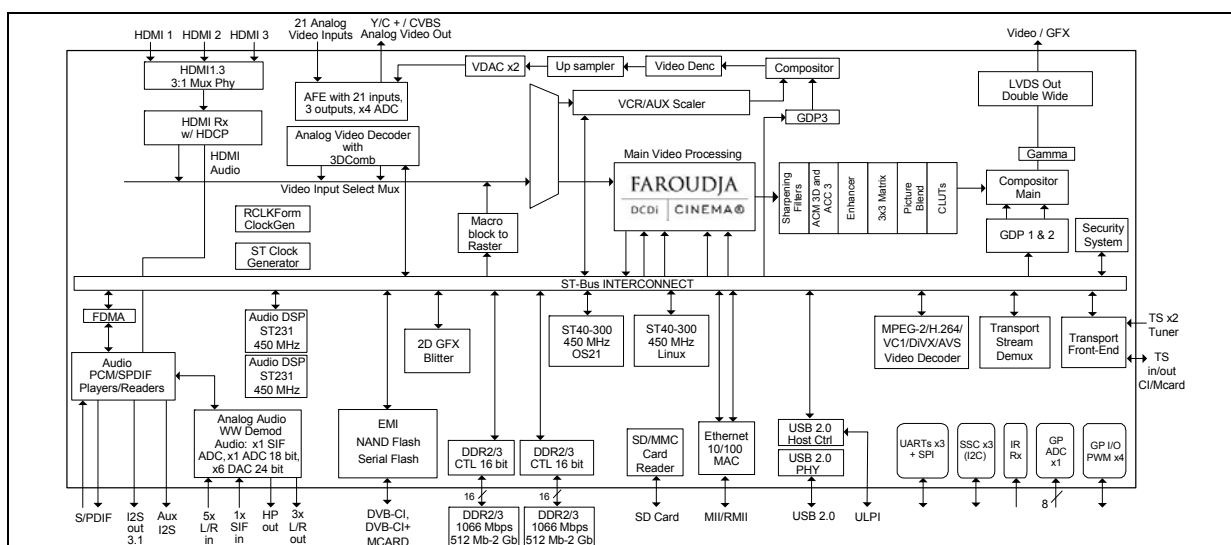 21 Analog
Video Inputs
Y/C + / CVBS
Analog Video Out
Video / GFX
HDMI 1
HDMI 2
HDMI 3
HDMI1.3
3:1 Mux Phy
VDAC x2
Up sampler
Video Denc
Compositor
LVDS Out
Double Wide
AFE with 21 inputs,
3 outputs, x4 ADC
VCR/AUX Scaler
GDP3
HDMI Rx
w/ HDCP
Analog Video Decoder
with
3DComb
HDMI
Audio
Main Video Processing
Gamma
Video Input Select Mux
FAROUDJA
DCDi
CINEMA®
Sharpening
Filters
ACM 3D and
ACC 3
Enhancer
3x3 Matrix
Picture
Blend
CLUTs
Compositor
Main
RCLKForm
ClockGen
Macro
block to
Raster
GDP 1 & 2
Security
System
ST Clock
Generator
ST-Bus INTERCONNECT
FDMA
Audio DSP
ST231
450 MHz
Audio DSP
ST231
450 MHz
2D GFX
Blitter
ST40-300
450 MHz
OS21
ST40-300
450 MHz
Linux
MPEG-2/H.264/
VC1/DiVX/AVS
Video Decoder
Transport
Stream
Demux
Transport
Front-End
TS x2
Tuner
TS
in/out
CI/Mcard
Audio
PCM/SPDIF
Players/Readers
Analog Audio
WW Demod
Audio: x1 SIF
ADC, x1 ADC 18 bit,
x6 DAC 24 bit
EMI
NAND Flash
Serial Flash
DDR2/3
CTL 16 bit
DDR2/3
CTL 16 bit
SD/MMC
Card
Reader
Ethernet
10/100
MAC
USB 2.0
Host Ctrl
USB 2.0
PHY
UARTs x3
+ SPI
SSC x3
(I2C)
IR
Rx
GP
ADC
x1
GP I/O
PWM x4
16
16
8
S/PDIF
I2S
out
3.1
Aux
I2S
5x
L/R
in
1x
SIF
in
HP
out
3x
L/R
out
DVB-CI,
DVB-CI+
MCARD
DDR2/3
1066 Mbps
512 Mb-2 Gb
DDR2/3
1066 Mbps
512 Mb-2 Gb
SD Card
MII/RMII
USB 2.0
ULPI